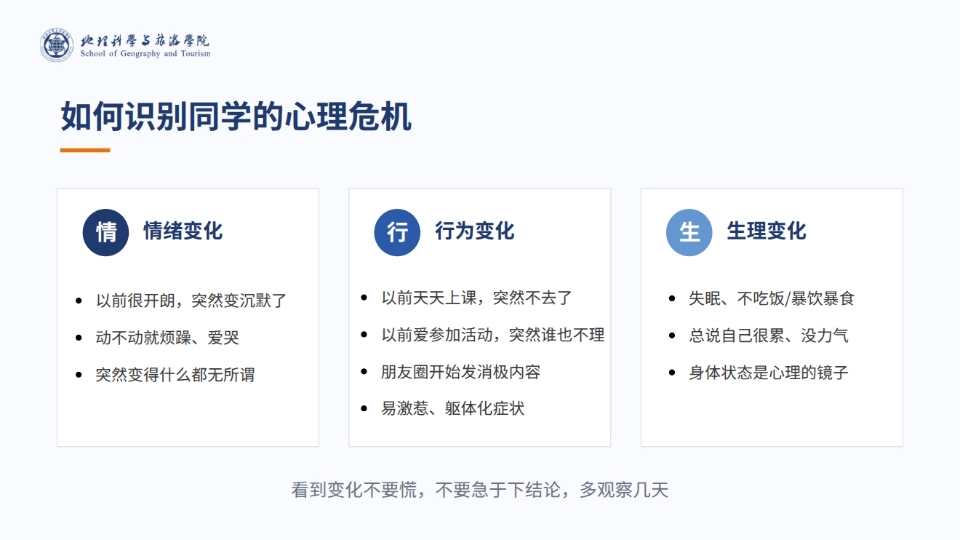 地理科学与旅游学院
School of Geography and Tourism
如何识别同学的心理危机
情 情绪变化
以前很开朗，突然变沉默了
动不动就烦躁、爱哭
突然变得什么都无所谓
行 行为变化
以前天天上课，突然不去了
以前爱参加活动，突然谁也不理
朋友圈开始发消极内容
易激惹、躯体化症状
生 生理变化
失眠、不吃饭/暴饮暴食
总说自己很累、没力气
身体状态是心理的镜子
看到变化不要慌，不要急于下结论，多观察几天